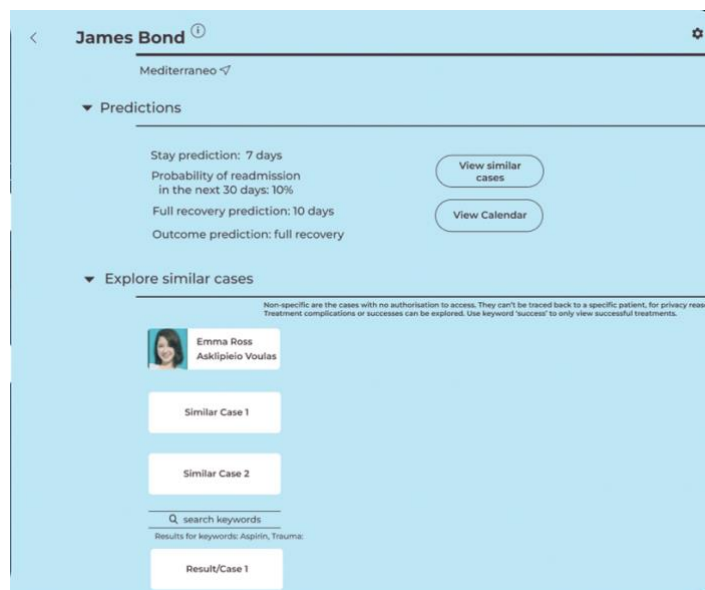 James Bond
Mediterraneo
Predictions
Stay prediction: 7 days
Probability of readmission
in the next 30 days: 10%
Full recovery prediction: 10 days
Outcome prediction: full recovery
View similar
cases
View Calendar
Explore similar cases
Non-specific are the cases with no authorisation to access. They can't be traced back to a specific patient, for privacy reas
Treatment complications or successes can be explored. Use keyword 'success' to only view successful treatments.
Emma Ross
Asklipieio Voulas
Similar Case 1
Similar Case 2
search keywords
Results for keywords: Aspirin, Trauma:
Result/Case 1